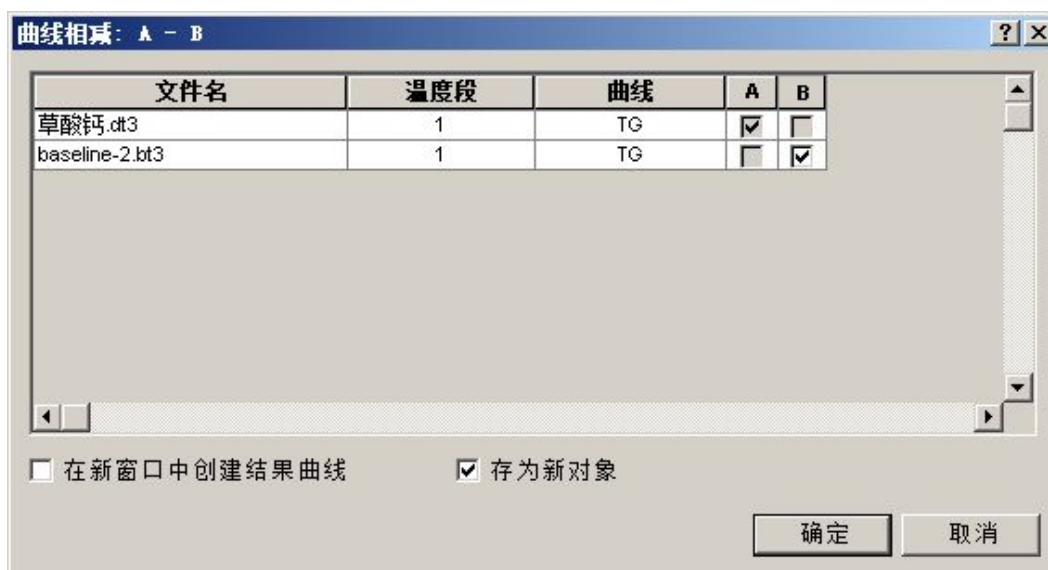 曲线相减: A - B
文件名 温度段 曲线 A B
草酸钙.dt3 1 TG
baseline-2.bt3 1 TG
在新窗口中创建结果曲线 存为新对象
确定 取消